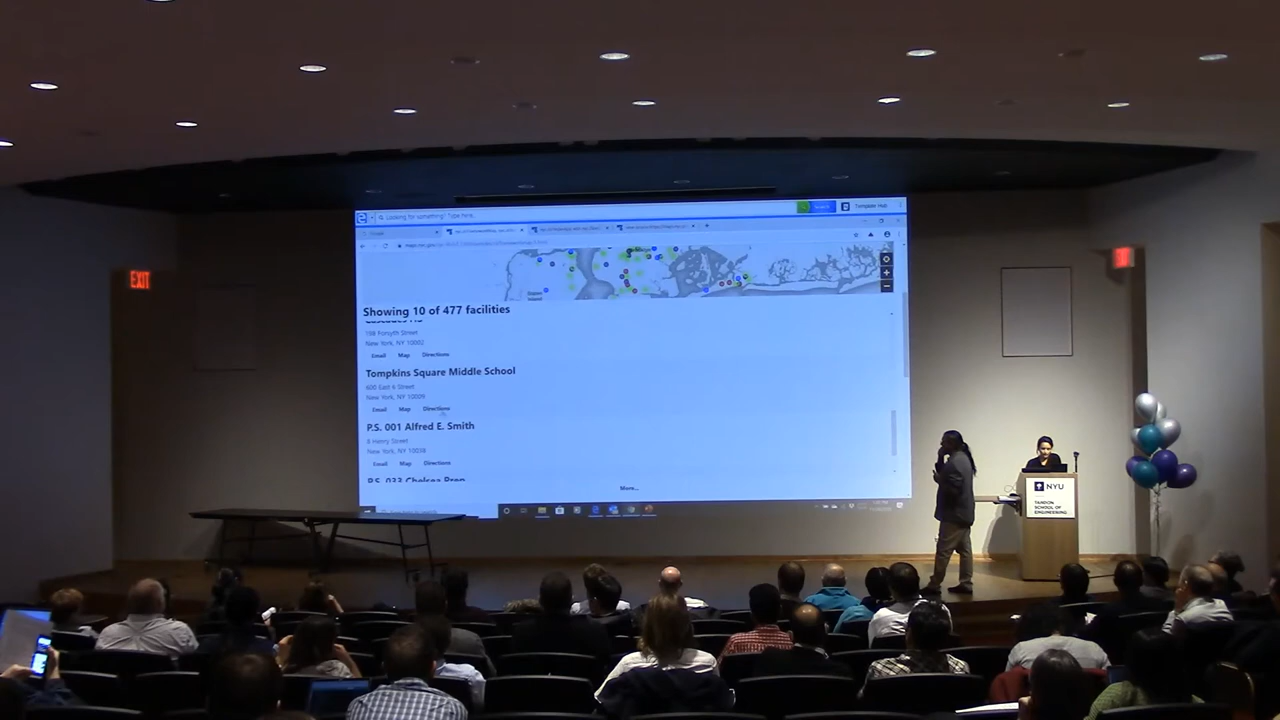 Looking for something? Type here.
Template Hub
Showing 10 of 477 facilities
198 Forsyth Street
New York, NY 10002
Email Map Directions
Tompkins Square Middle School
600 East 6 Street
New York, NY 10009
Email Map Directions
P.S. 001 Alfred E. Smith
8 Henry Street
New York, NY 10038
Email Map Directions
P.S. 033 Chelsea Prep
More...
EXIT
NYU
TANDON
SCHOOL OF
ENGINEERING